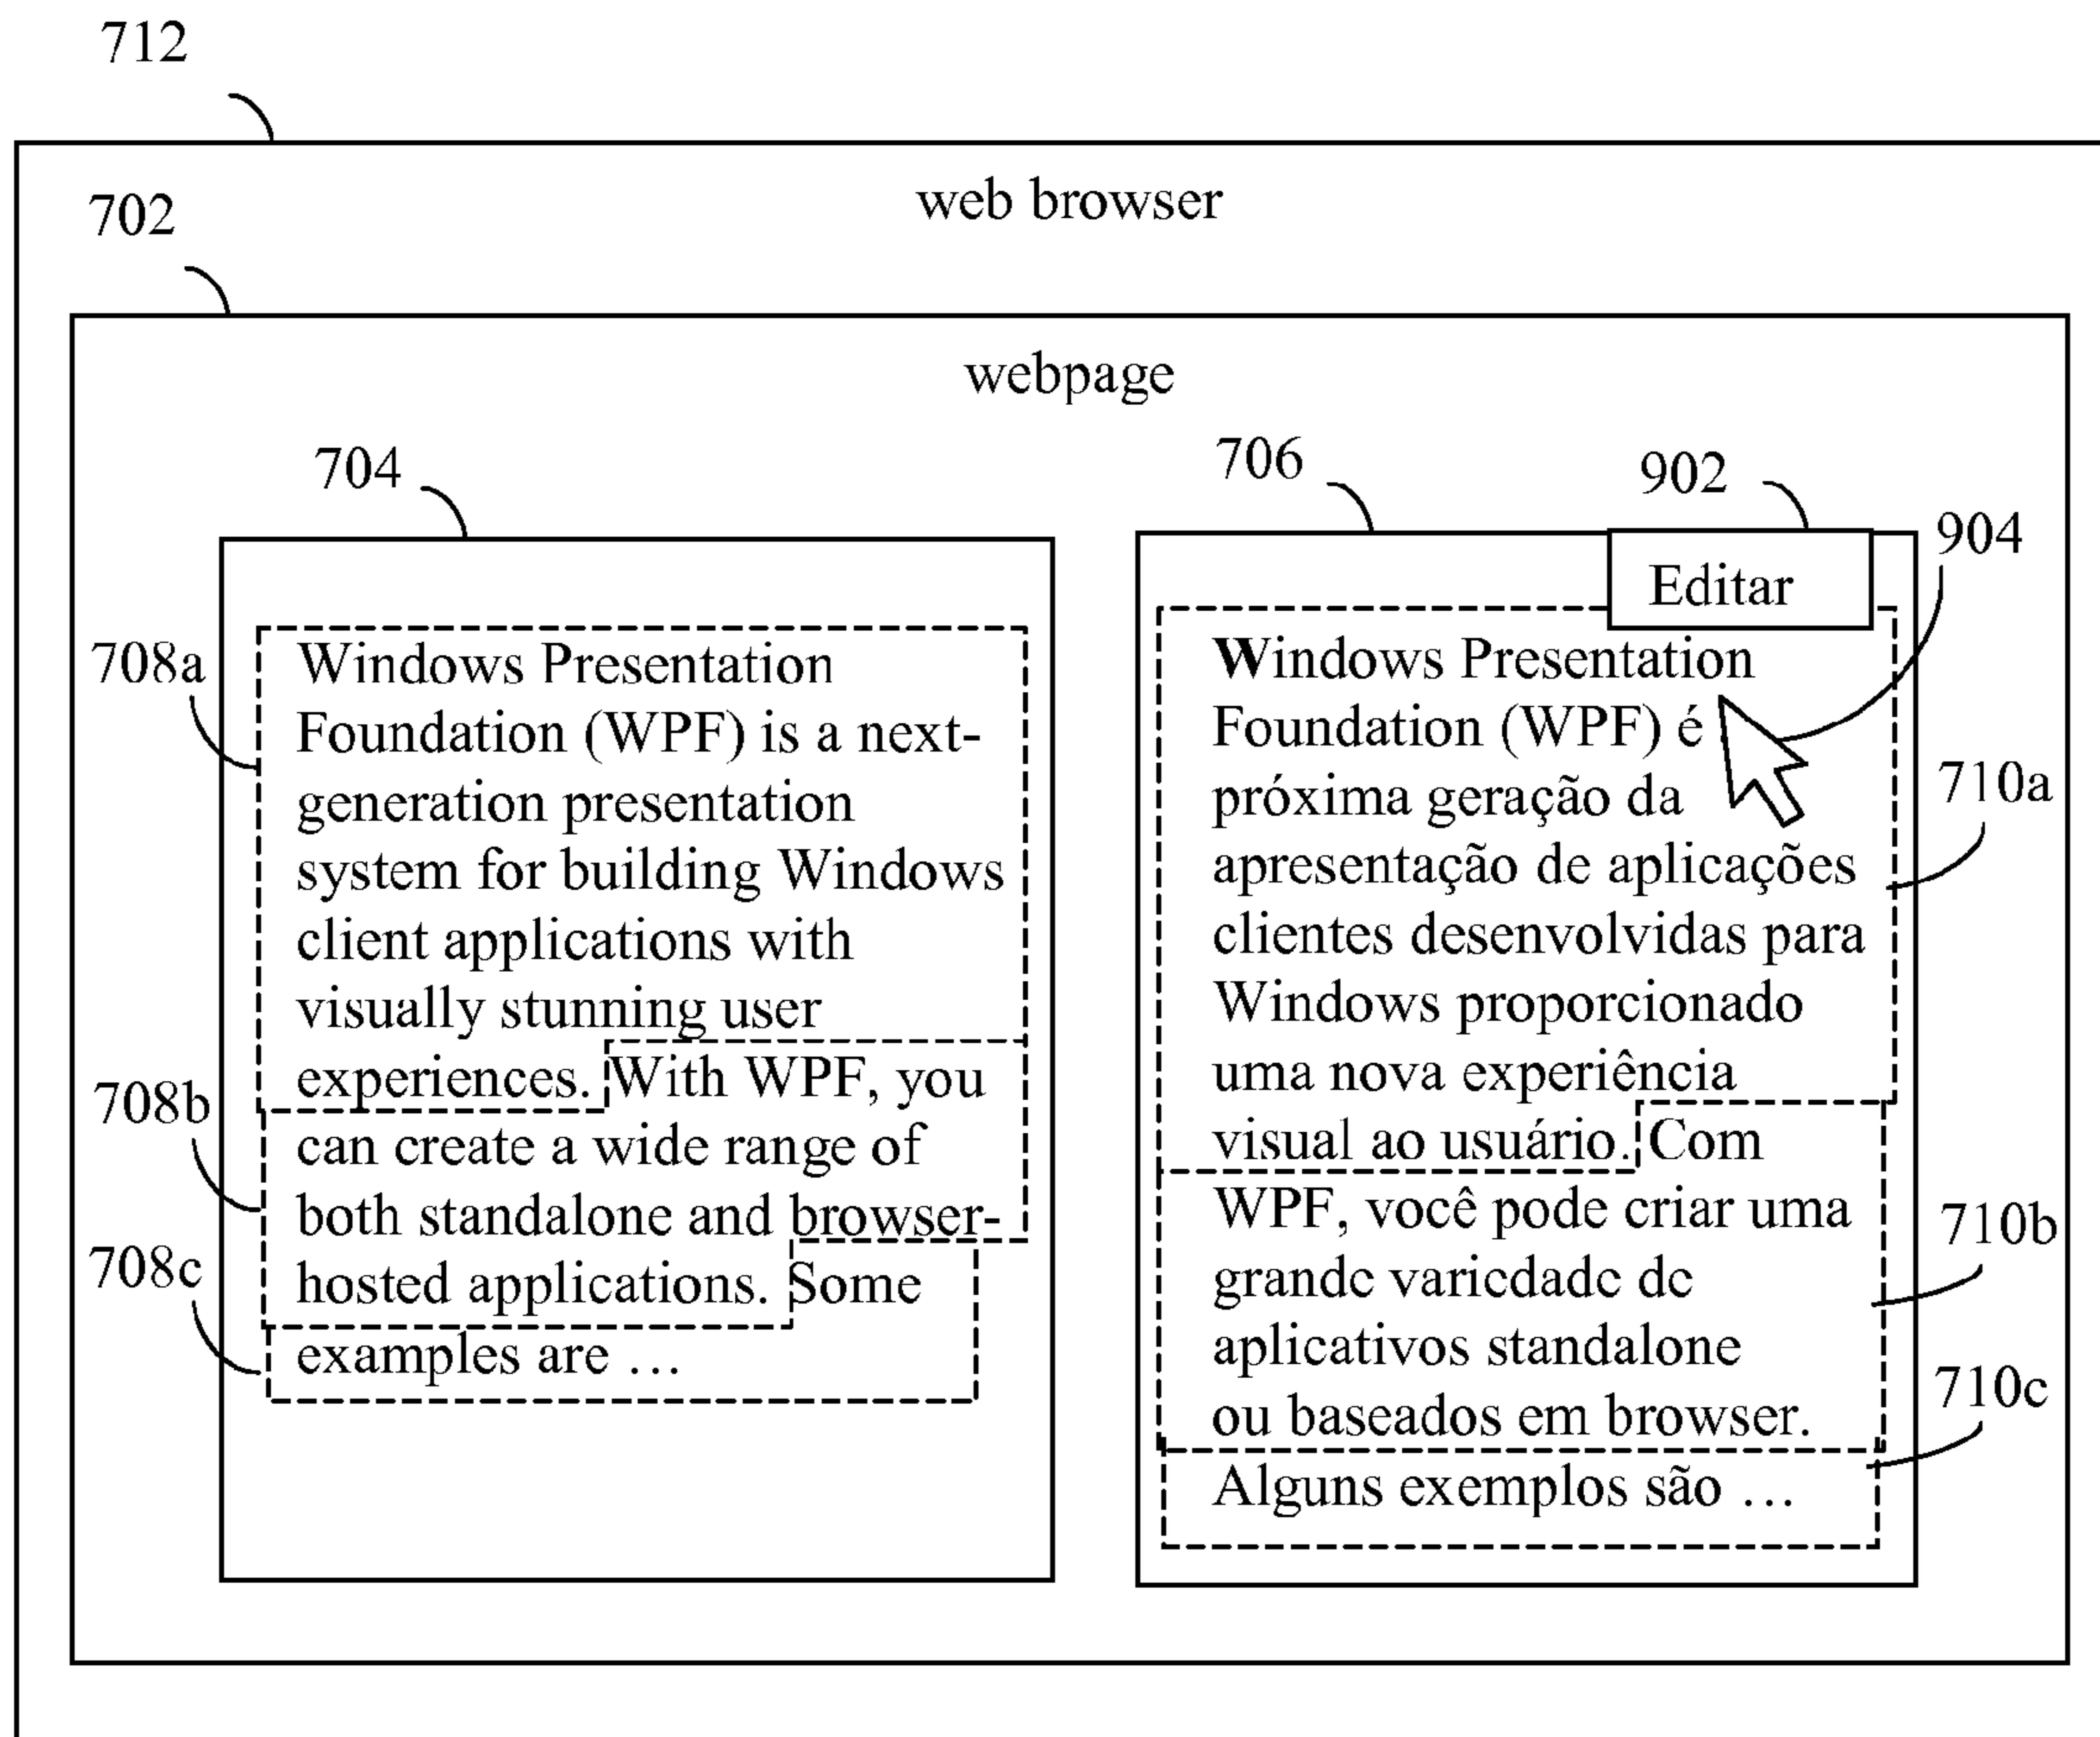 712
web browser
702
webpage
704
706
902
904
Editar
708a
Windows Presentation
Foundation (WPF) is a next-
generation presentation
system for building Windows
client applications with
visually stunning user
experiences. With WPF, you
708b
can create a wide range of
both standalone and browser-
708c
hosted applications. Some
examples are …
Windows Presentation
Foundation (WPF) é
710a
próxima geração da
apresentação de aplicações
clientes desenvolvidas para
Windows proporcionado
uma nova experiência
visual ao usuário. Com
WPF, você pode criar uma
710b
grande variedade de
aplicativos standalone
710c
ou baseados em browser.
Alguns exemplos são …